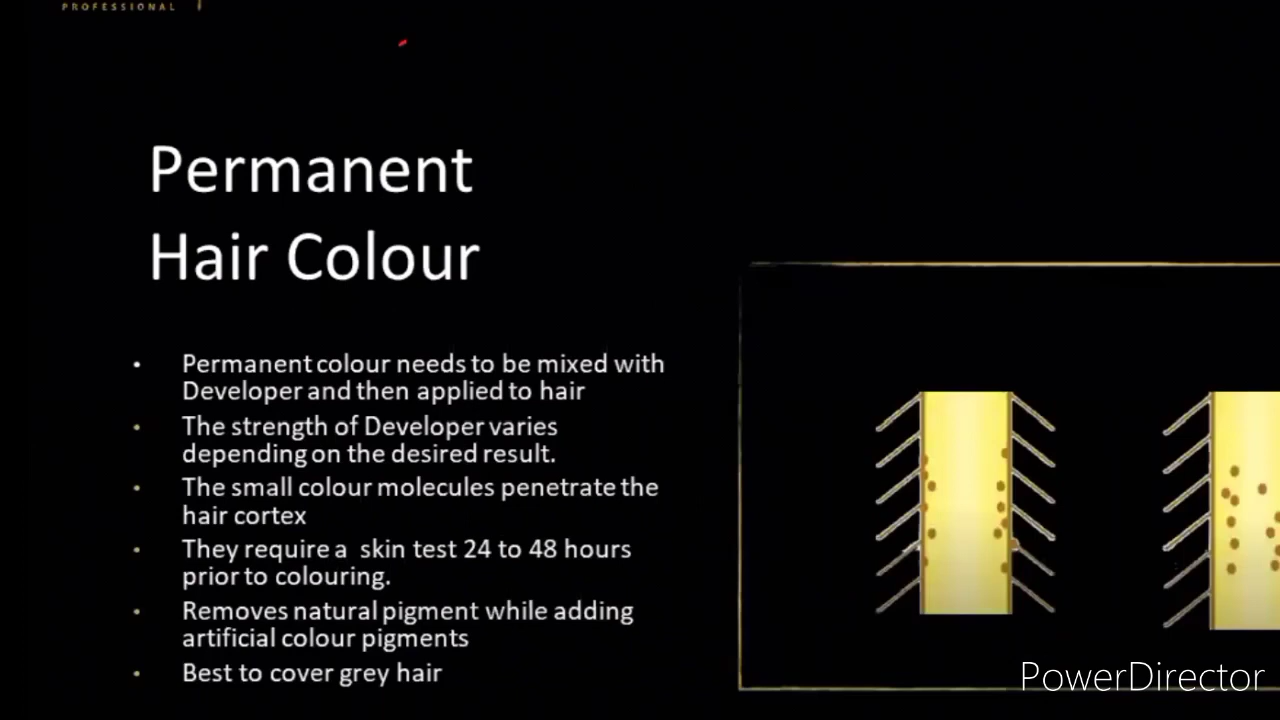 PROFESSIONAL
Permanent
Hair Colour
• Permanent colour needs to be mixed with
Developer and then applied to hair
• The strength of Developer varies
depending on the desired result.
• The small colour molecules penetrate the
hair cortex
• They require a skin test 24 to 48 hours
prior to colouring.
• Removes natural pigment while adding
artificial colour pigments
• Best to cover grey hair
PowerDirector